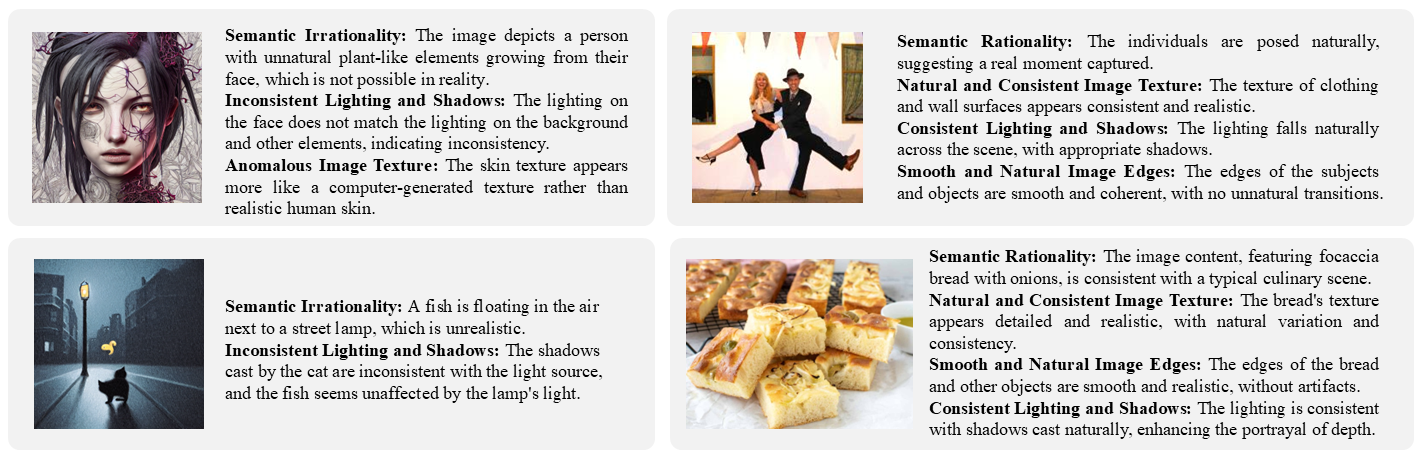 Semantic Irrationality: The image depicts a person
with unnatural plant-like elements growing from their
face, which is not possible in reality.
Inconsistent Lighting and Shadows: The lighting on
the face does not match the lighting on the background
and other elements, indicating inconsistency.
Anomalous Image Texture: The skin texture appears
more like a computer-generated texture rather than
realistic human skin.
Semantic Rationality: The individuals are posed naturally,
suggesting a real moment captured.
Natural and Consistent Image Texture: The texture of clothing
and wall surfaces appears consistent and realistic.
Consistent Lighting and Shadows: The lighting falls naturally
across the scene, with appropriate shadows.
Smooth and Natural Image Edges: The edges of the subjects
and objects are smooth and coherent, with no unnatural transitions.
Semantic Irrationality: A fish is floating in the air
next to a street lamp, which is unrealistic.
Inconsistent Lighting and Shadows: The shadows
cast by the cat are inconsistent with the light source,
and the fish seems unaffected by the lamp's light.
Semantic Rationality: The image content, featuring focaccia
bread with onions, is consistent with a typical culinary scene.
Natural and Consistent Image Texture: The bread's texture
appears detailed and realistic, with natural variation and
consistency.
Smooth and Natural Image Edges: The edges of the bread
and other objects are smooth and realistic, without artifacts.
Consistent Lighting and Shadows: The lighting is consistent
with shadows cast naturally, enhancing the portrayal of depth.